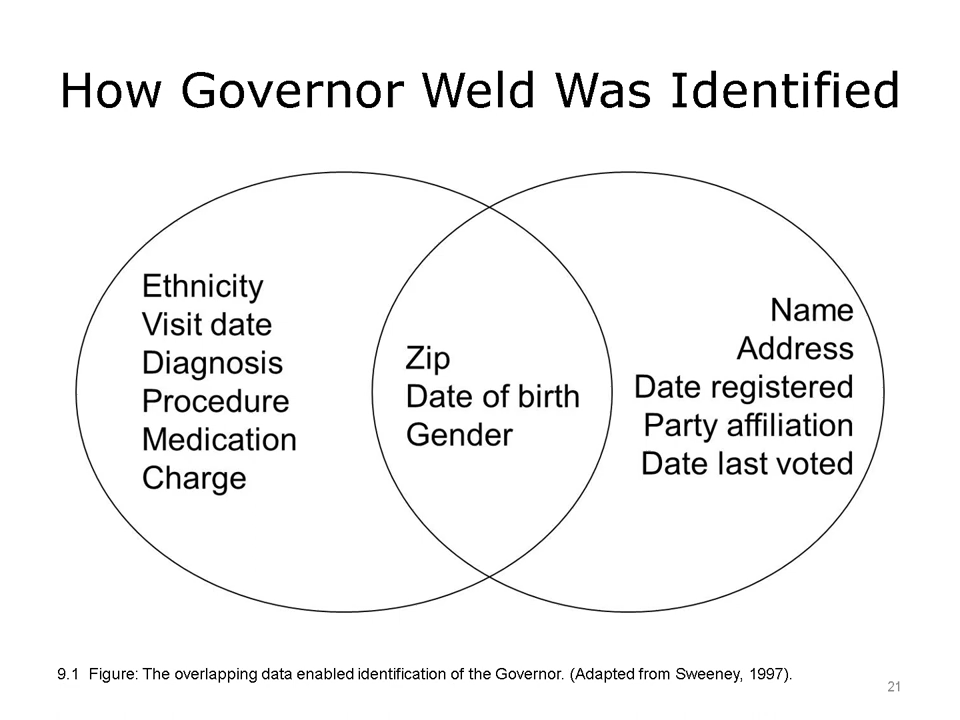 How Governor Weld Was Identified
Ethnicity
Visit date
Diagnosis
Procedure
Medication
Charge
Zip
Date of birth
Gender
Name
Address
Date registered
Party affiliation
Date last voted
9.1 Figure: The overlapping data enabled identification of the Governor. (Adapted from Sweeney, 1997).
21